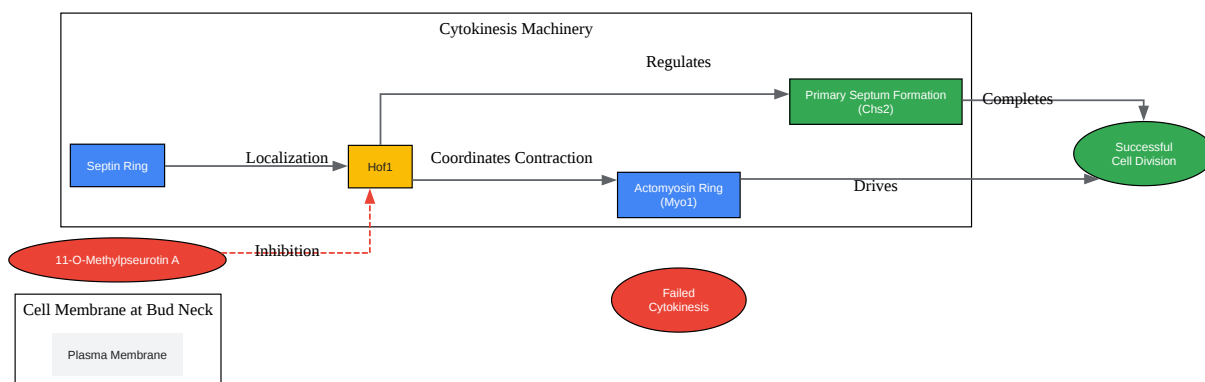 Cytokinesis Machinery
Regulates
Primary Septum Formation
(Chs2)
Completes
Septin Ring
Localization
Hof1
Coordinates Contraction
Actomyosin Ring
(Myo1)
Drives
Successful
Cell Division
11-O-Methylpseurotin A
Inhibition
Failed
Cytokinesis
Cell Membrane at Bud Neck
Plasma Membrane